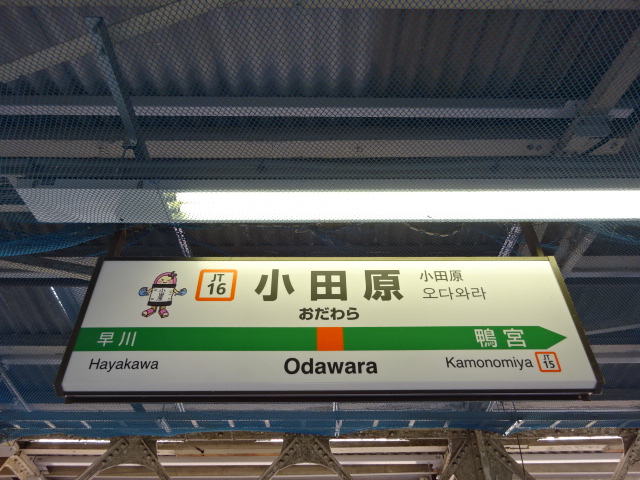 JT
16
小田原
小田原
오다와라
おだわら
早川
鴨宮
Hayakawa
Odawara
Kamonomiya
JT
15